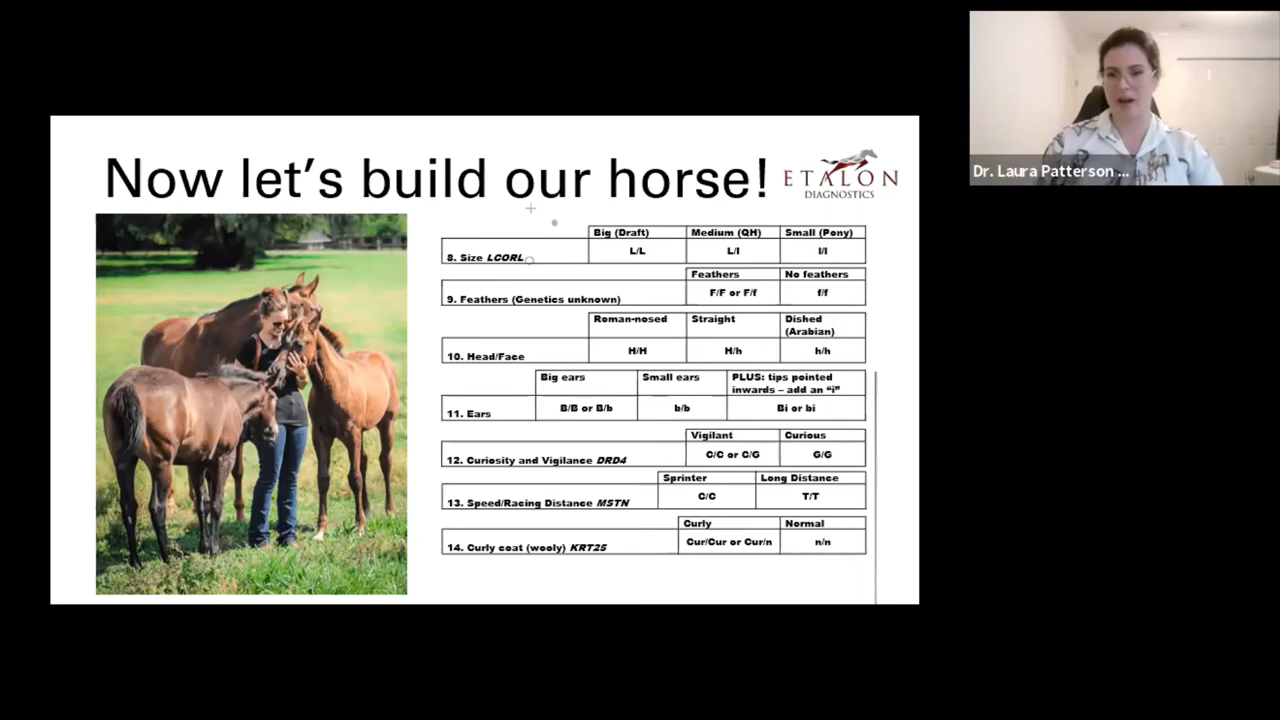 Now let's build our horse!
ETALON
DIAGNOSTICS
Dr. Laura Patterson ...
Big (Draft) Medium (QH) Small (Pony)
8. Size LCORL L/L L/l l/l
Feathers No feathers
9. Feathers (Genetics unknown) F/F or F/f f/f
Roman-nosed Straight Dished
(Arabian)
10. Head/Face H/H H/h h/h
Big ears Small ears PLUS: tips pointed
inwards – add an "i"
11. Ears B/B or B/b b/b Bi or bi
Vigilant Curious
12. Curiosity and Vigilance DRD4 C/C or C/G G/G
Sprinter Long Distance
13. Speed/Racing Distance MSTN C/C T/T
Curly Normal
14. Curly coat (wooly) KRT25 Cur/Cur or Cur/n n/n